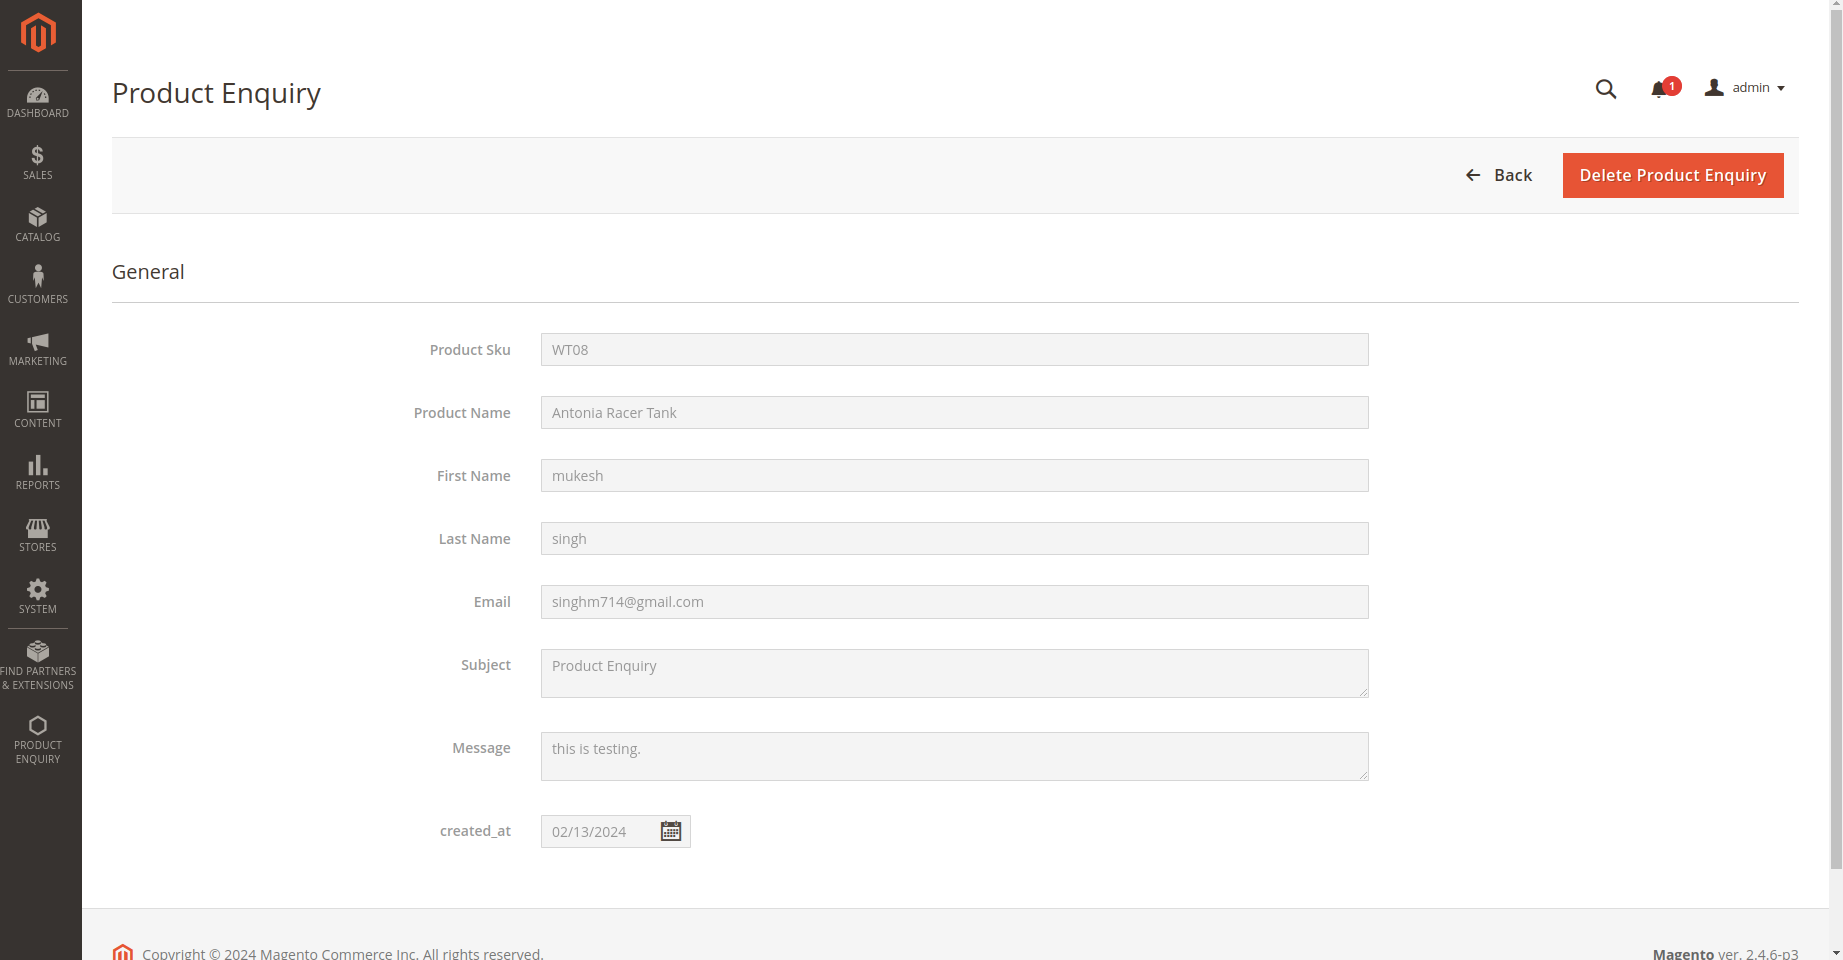 Product Enquiry
1
admin
DASHBOARD
SALES
CATALOG
CUSTOMERS
MARKETING
CONTENT
REPORTS
STORES
SYSTEM
FIND PARTNERS
& EXTENSIONS
PRODUCT
ENQUIRY
Back
Delete Product Enquiry
General
Product Sku WT08
Product Name Antonia Racer Tank
First Name mukesh
Last Name singh
Email singhm714@gmail.com
Subject Product Enquiry
Message this is testing.
created_at 02/13/2024
Copyright © 2024 Magento Commerce Inc. All rights reserved.
Magento ver. 2.4.6-p3